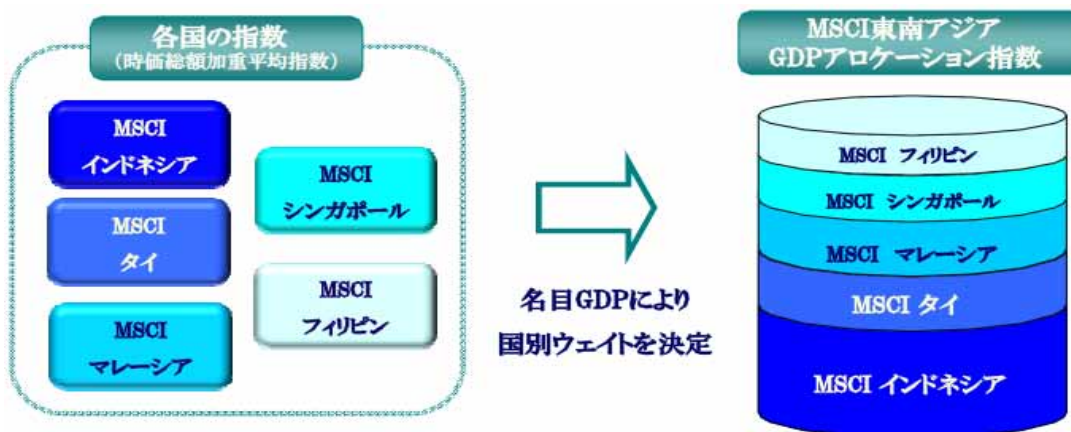 各国の指数
(時価総額加重平均指数)
MSCI
インドネシア
MSCI
タイ
MSCI
マレーシア
MSCI
シンガポール
MSCI
フィリピン
名目GDPにより
国別ウェイトを決定
MSCI東南アジア
GDPアロケーション指数
MSCI フィリピン
MSCI シンガポール
MSCI マレーシア
MSCI タイ
MSCI インドネシア